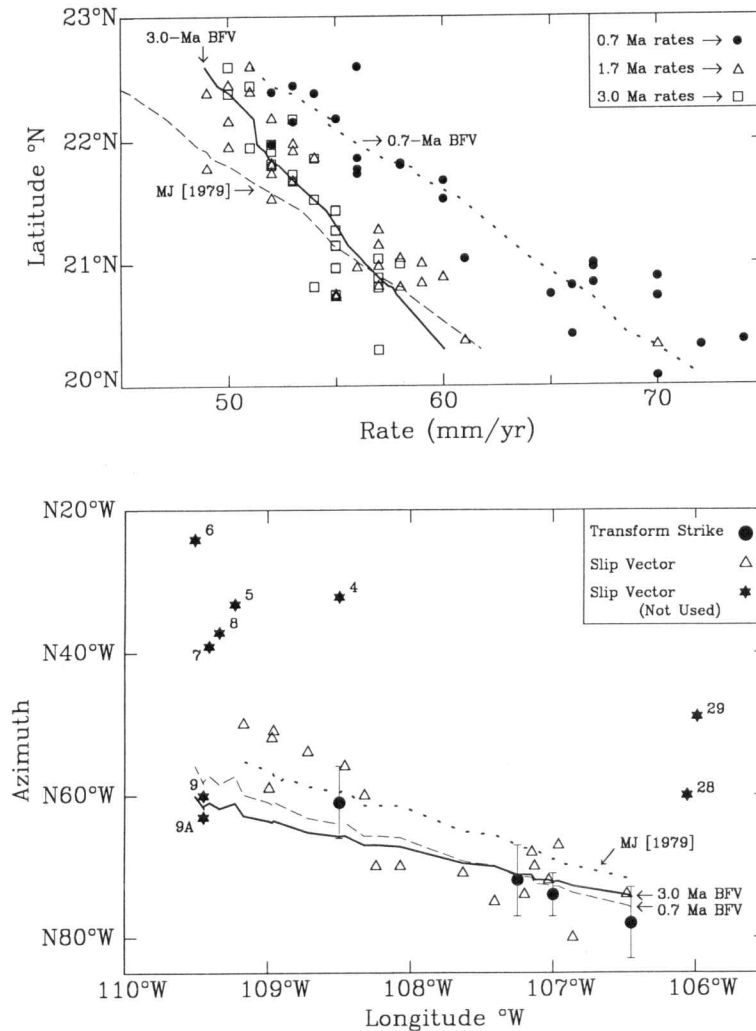 23°N
22°N
21°N
20°N
Latitude °N
3.0-Ma BFV
0.7 Ma rates →
1.7 Ma rates →
3.0 Ma rates →
→ 0.7-Ma BFV
MJ [1979] →
50
60
70
Rate (mm/yr)
N20°W
N40°W
N60°W
N80°W
Azimuth
Transform Strike
Slip Vector
Slip Vector
(Not Used)
6
5
4
8
7
29
9
28
9A
MJ [1979]
3.0 Ma BFV
0.7 Ma BFV
110°W
109°W
108°W
107°W
106°W
Longitude °W